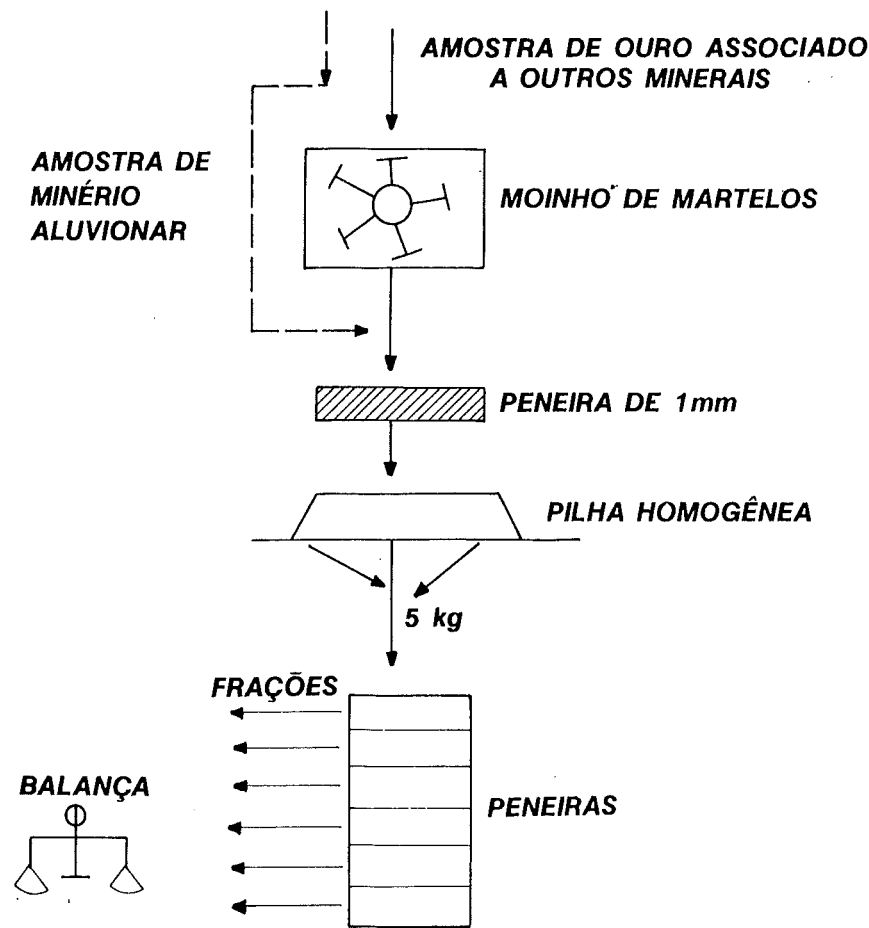 AMOSTRA DE OURO ASSOCIADO
A OUTROS MINERAIS
AMOSTRA DE
MINÉRIO
ALUVIONAR
MOINHO DE MARTELOS
PENEIRA DE 1mm
PILHA HOMOGÊNEA
5 kg
FRAÇÕES
BALANÇA
PENEIRAS